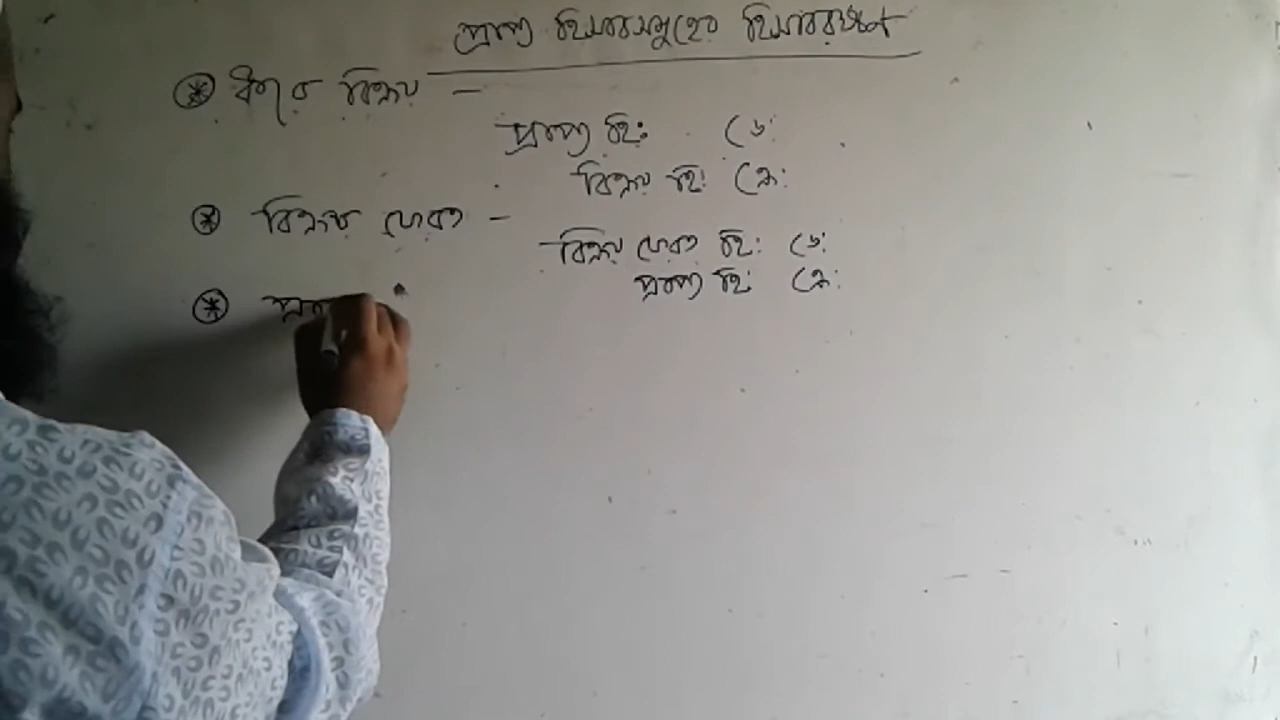 প্রাপ্য হিসাবসমূহের হিসাবরক্ষণ
ধারে বিক্রয় –
প্রাপ্য হি: ডে:
বিক্রয় হি: ক্রে:
বিক্রয় ফেরত –
বিক্রয় ফেরত হি: ডে:
প্রাপ্য হি: ক্রে: